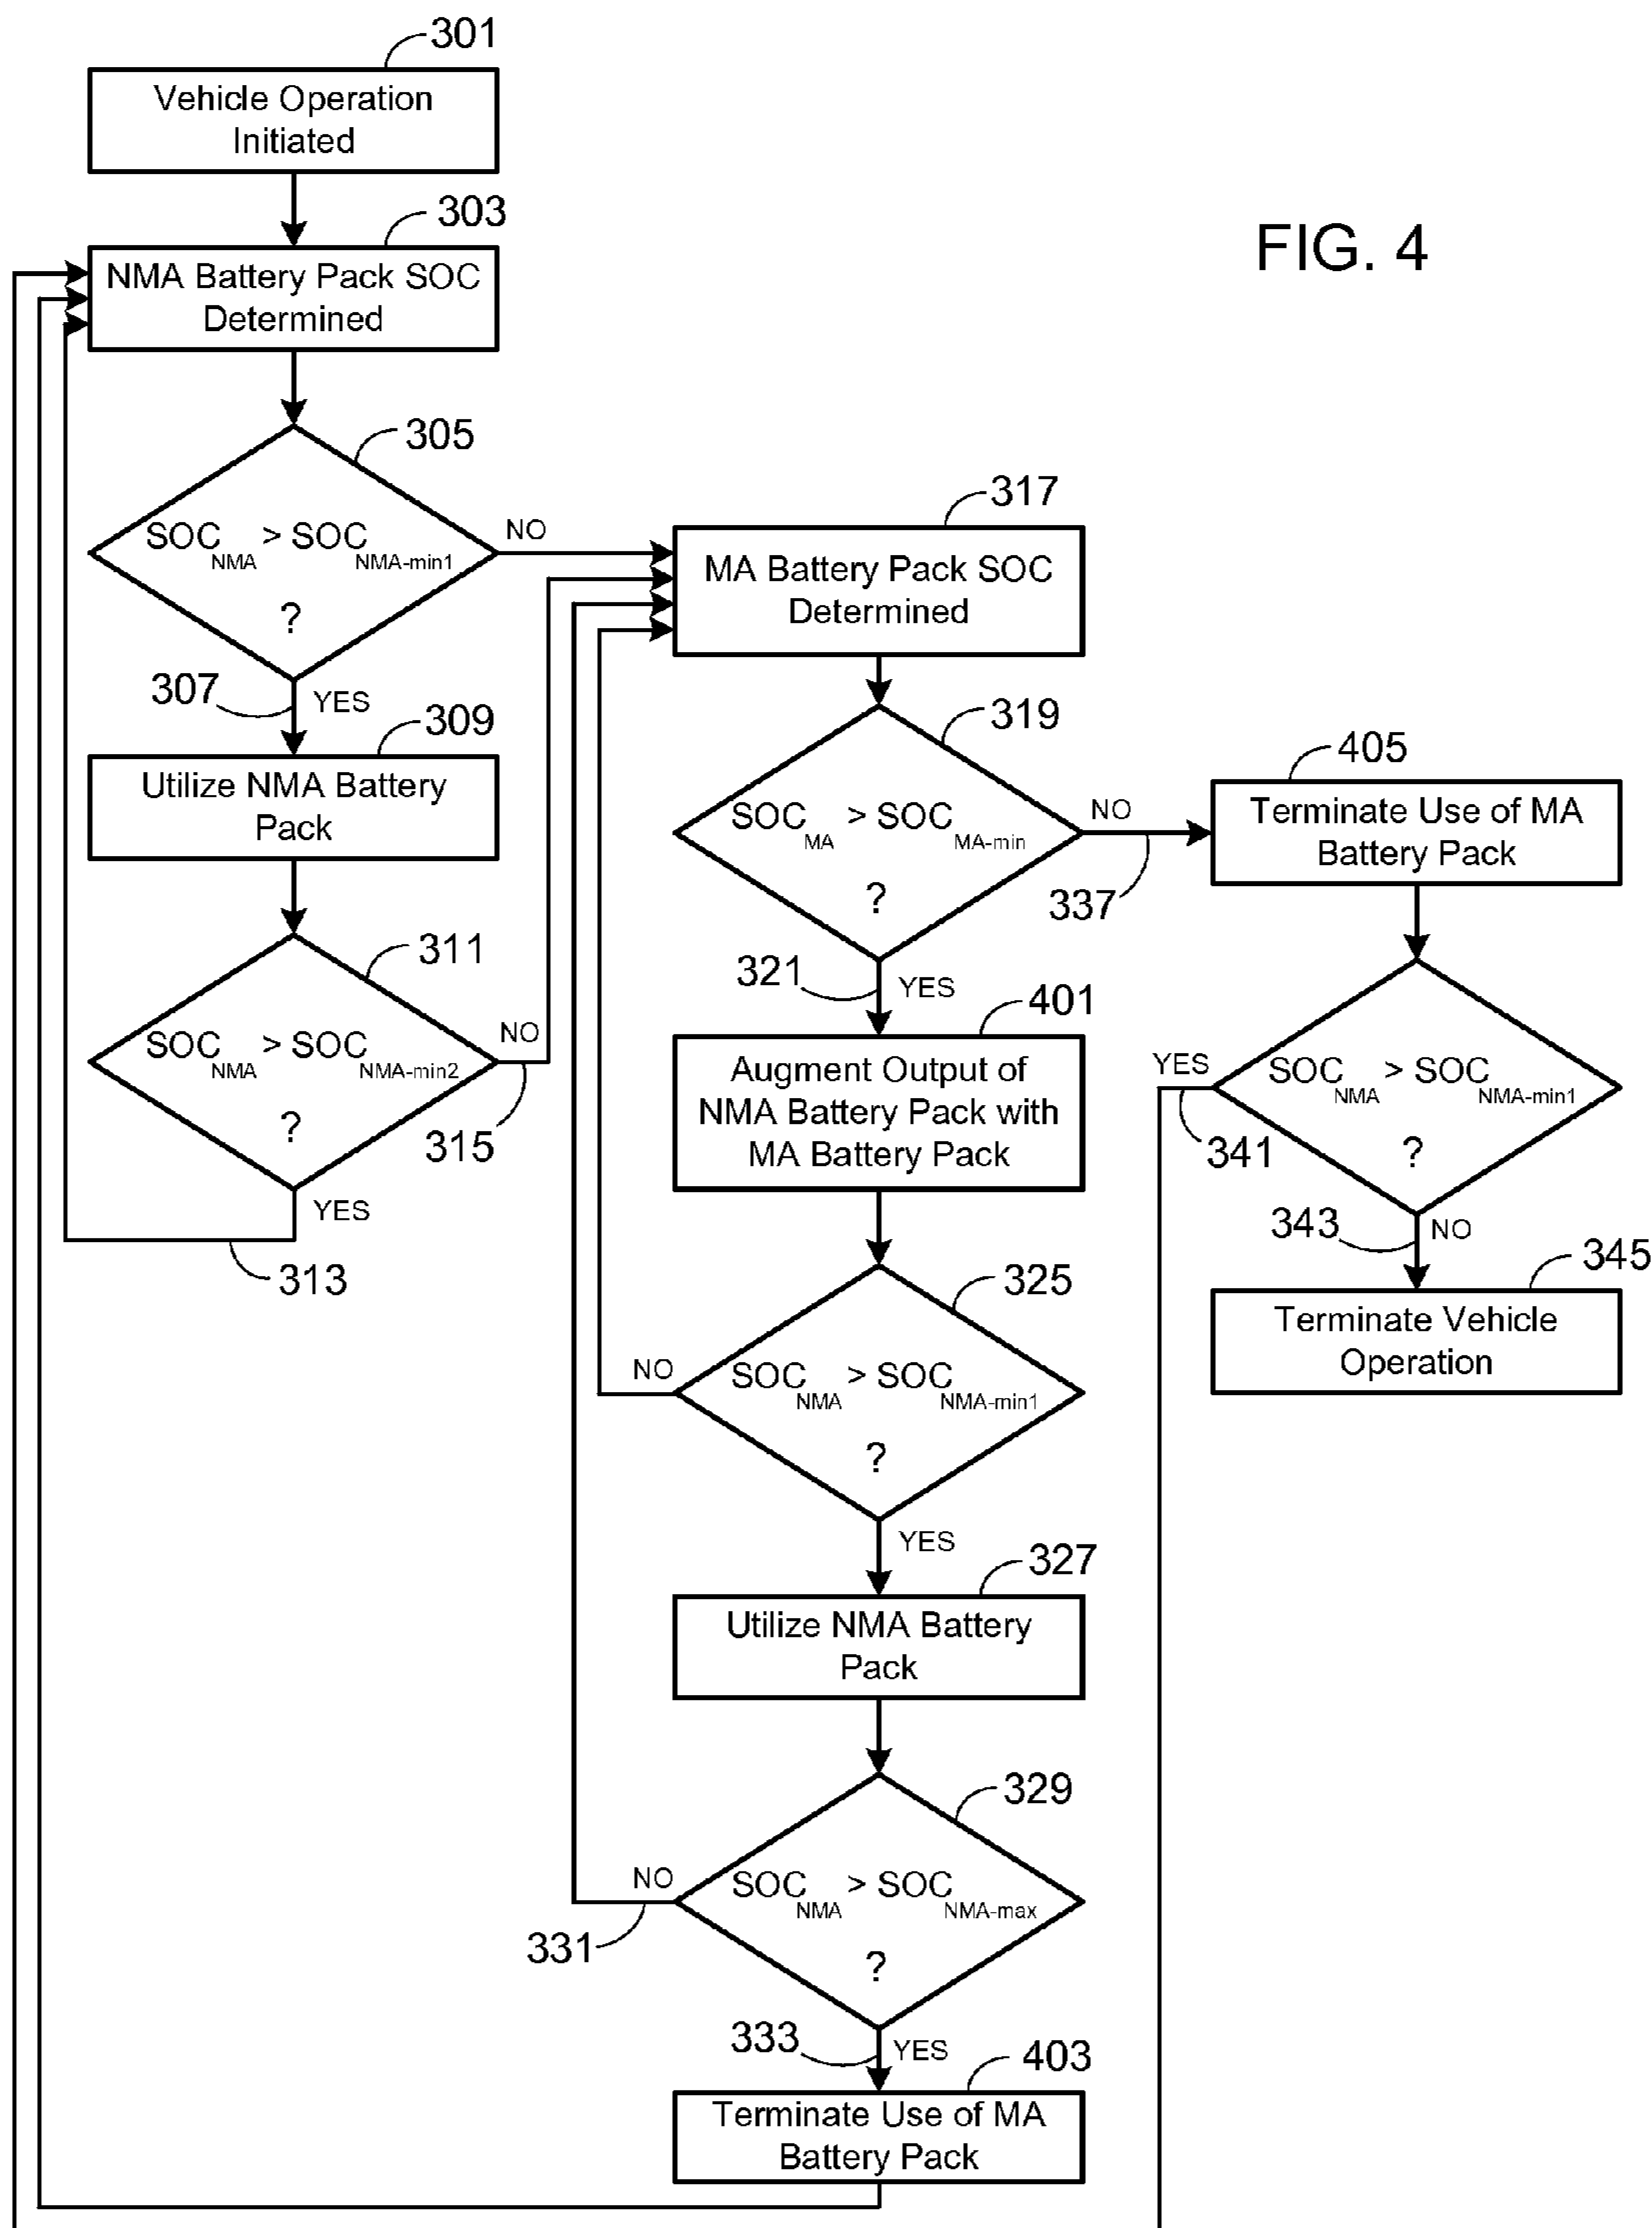 301
Vehicle Operation
Initiated
303
NMA Battery Pack SOC
Determined
FIG. 4
305
SOC NMA > SOC NMA-min1
?
NO
307
YES
309
Utilize NMA Battery
Pack
311
SOC NMA > SOC NMA-min2
?
NO
315
YES
313
317
MA Battery Pack SOC
Determined
319
SOC MA > SOC MA-min
?
NO
337
321
YES
401
Augment Output of
NMA Battery Pack with
MA Battery Pack
325
NO
SOC NMA > SOC NMA-min1
?
YES
327
Utilize NMA Battery
Pack
329
NO
SOC NMA > SOC NMA-max
?
331
333
YES
403
Terminate Use of MA
Battery Pack
405
Terminate Use of MA
Battery Pack
YES
SOC NMA > SOC NMA-min1
?
341
343
NO
345
Terminate Vehicle
Operation